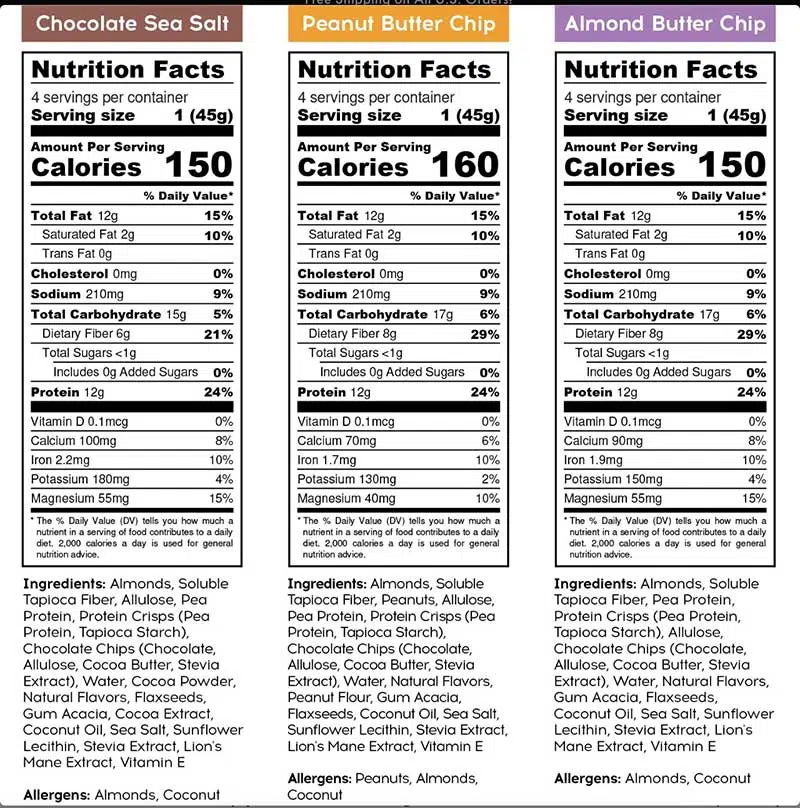 Free Shipping on All U.S. Orders!
Chocolate Sea Salt
Nutrition Facts
4 servings per container
Serving size 1 (45g)
Amount Per Serving
Calories 150
% Daily Value*
Total Fat 12g 15%
Saturated Fat 2g 10%
Trans Fat 0g
Cholesterol 0mg 0%
Sodium 210mg 9%
Total Carbohydrate 15g 5%
Dietary Fiber 6g 21%
Total Sugars <1g
Includes 0g Added Sugars 0%
Protein 12g 24%
Vitamin D 0.1mcg 0%
Calcium 100mg 8%
Iron 2.2mg 10%
Potassium 180mg 4%
Magnesium 55mg 15%
* The % Daily Value (DV) tells you how much a
nutrient in a serving of food contributes to a daily
diet. 2,000 calories a day is used for general
nutrition advice.
Ingredients: Almonds, Soluble
Tapioca Fiber, Allulose, Pea
Protein, Protein Crisps (Pea
Protein, Tapioca Starch),
Chocolate Chips (Chocolate,
Allulose, Cocoa Butter, Stevia
Extract), Water, Cocoa Powder,
Natural Flavors, Flaxseeds,
Gum Acacia, Cocoa Extract,
Coconut Oil, Sea Salt, Sunflower
Lecithin, Stevia Extract, Lion's
Mane Extract, Vitamin E
Allergens: Almonds, Coconut
Peanut Butter Chip
Nutrition Facts
4 servings per container
Serving size 1 (45g)
Amount Per Serving
Calories 160
% Daily Value*
Total Fat 12g 15%
Saturated Fat 2g 10%
Trans Fat 0g
Cholesterol 0mg 0%
Sodium 210mg 9%
Total Carbohydrate 17g 6%
Dietary Fiber 8g 29%
Total Sugars <1g
Includes 0g Added Sugars 0%
Protein 12g 24%
Vitamin D 0.1mcg 0%
Calcium 70mg 6%
Iron 1.7mg 10%
Potassium 130mg 2%
Magnesium 40mg 10%
* The % Daily Value (DV) tells you how much a
nutrient in a serving of food contributes to a daily
diet. 2,000 calories a day is used for general
nutrition advice.
Ingredients: Almonds, Soluble
Tapioca Fiber, Peanuts, Allulose,
Pea Protein, Protein Crisps (Pea
Protein, Tapioca Starch),
Chocolate Chips (Chocolate,
Allulose, Cocoa Butter, Stevia
Extract), Water, Natural Flavors,
Peanut Flour, Gum Acacia,
Flaxseeds, Coconut Oil, Sea Salt,
Sunflower Lecithin, Stevia Extract,
Lion's Mane Extract, Vitamin E
Allergens: Peanuts, Almonds,
Coconut
Almond Butter Chip
Nutrition Facts
4 servings per container
Serving size 1 (45g)
Amount Per Serving
Calories 150
% Daily Value*
Total Fat 12g 15%
Saturated Fat 2g 10%
Trans Fat 0g
Cholesterol 0mg 0%
Sodium 210mg 9%
Total Carbohydrate 17g 6%
Dietary Fiber 8g 29%
Total Sugars <1g
Includes 0g Added Sugars 0%
Protein 12g 24%
Vitamin D 0.1mcg 0%
Calcium 90mg 8%
Iron 1.9mg 10%
Potassium 150mg 4%
Magnesium 55mg 15%
* The % Daily Value (DV) tells you how much a
nutrient in a serving of food contributes to a daily
diet. 2,000 calories a day is used for general
nutrition advice.
Ingredients: Almonds, Soluble
Tapioca Fiber, Pea Protein,
Protein Crisps (Pea Protein,
Tapioca Starch), Allulose,
Chocolate Chips (Chocolate,
Allulose, Cocoa Butter, Stevia
Extract), Water, Natural Flavors,
Gum Acacia, Flaxseeds,
Coconut Oil, Sea Salt, Sunflower
Lecithin, Stevia Extract, Lion's
Mane Extract, Vitamin E
Allergens: Almonds, Coconut